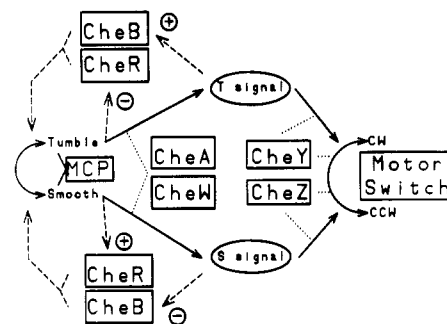 CheB ⊕
CheR
⊖
T signal
Tumble
MCP
Smooth
CheA
CheW
CheY
CheZ
CW
Motor
Switch
CCW
⊕
S signal
CheR
CheB
⊖